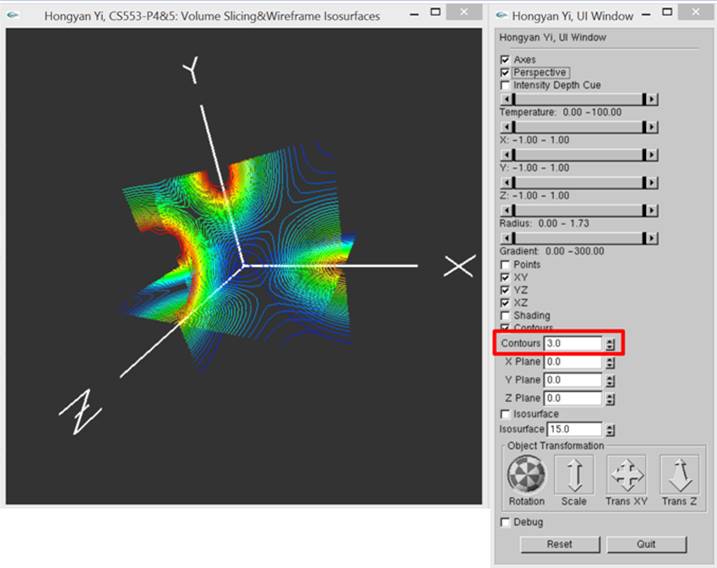 Hongyan Yi, CS553-P4&5: Volume Slicing&Wireframe Isosurfaces
Y
X
Z
Hongyan Yi, UI Window
Hongyan Yi, UI Window
Axes
Perspective
Intensity Depth Cue
Temperature: 0.00 -100.00
X: -1.00 - 1.00
Y: -1.00 - 1.00
Z: -1.00 - 1.00
Radius: 0.00 - 1.73
Gradient: 0.00 -300.00
Points
XY
YZ
XZ
Shading
Contours
Contours 3.0
X Plane 0.0
Y Plane 0.0
Z Plane 0.0
Isosurface
Isosurface 15.0
Object Transformation
Rotation Scale Trans XY Trans Z
Debug
Reset Quit